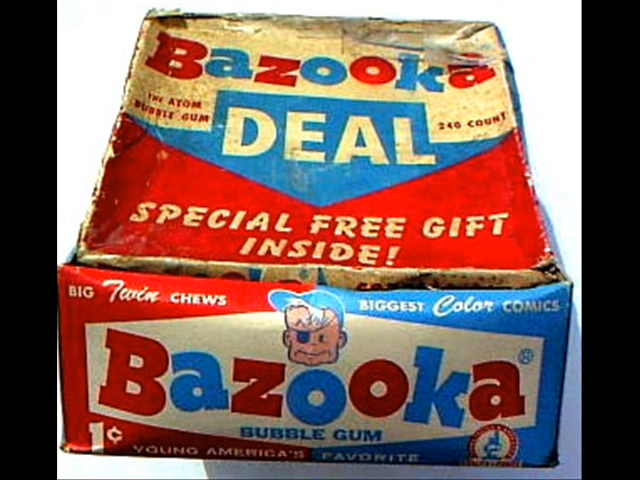 Bazooka
THE ATOM
BUBBLE GUM
DEAL
240 COUNT
SPECIAL FREE GIFT
INSIDE!
BIG Twin CHEWS
BIGGEST Color COMICS
Bazooka®
BUBBLE GUM
1¢
YOUNG AMERICA'S FAVORITE